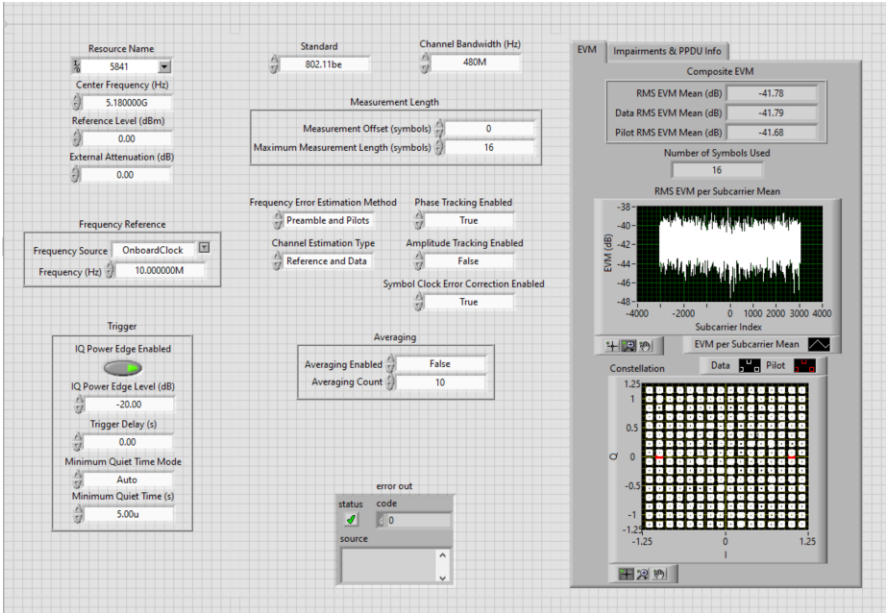 Resource Name
5841
Center Frequency (Hz)
5.180000G
Reference Level (dBm)
0.00
External Attenuation (dB)
0.00
Frequency Reference
Frequency Source OnboardClock
Frequency (Hz) 10.000000M
Trigger
IQ Power Edge Enabled
IQ Power Edge Level (dB)
-20.00
Trigger Delay (s)
0.00
Minimum Quiet Time Mode
Auto
Minimum Quiet Time (s)
5.00u
Standard
802.11be
Channel Bandwidth (Hz)
480M
Measurement Length
Measurement Offset (symbols) 0
Maximum Measurement Length (symbols) 16
Frequency Error Estimation Method
Preamble and Pilots
Phase Tracking Enabled
True
Channel Estimation Type
Reference and Data
Amplitude Tracking Enabled
False
Symbol Clock Error Correction Enabled
True
Averaging
Averaging Enabled False
Averaging Count 10
error out
status code
0
source
EVM Impairments & PPDU Info
Composite EVM
RMS EVM Mean (dB) -41.78
Data RMS EVM Mean (dB) -41.79
Pilot RMS EVM Mean (dB) -41.68
Number of Symbols Used
16
RMS EVM per Subcarrier Mean
-38
-40
-42
-44
-46
-48
EVM (dB)
-4000 -2000 0 1000 2000 3000 4000
Subcarrier Index
EVM per Subcarrier Mean
Constellation Data Pilot
1.25
1
0.5
0
-0.5
-1
-1.25
Q
-1.25 0 1.25
I